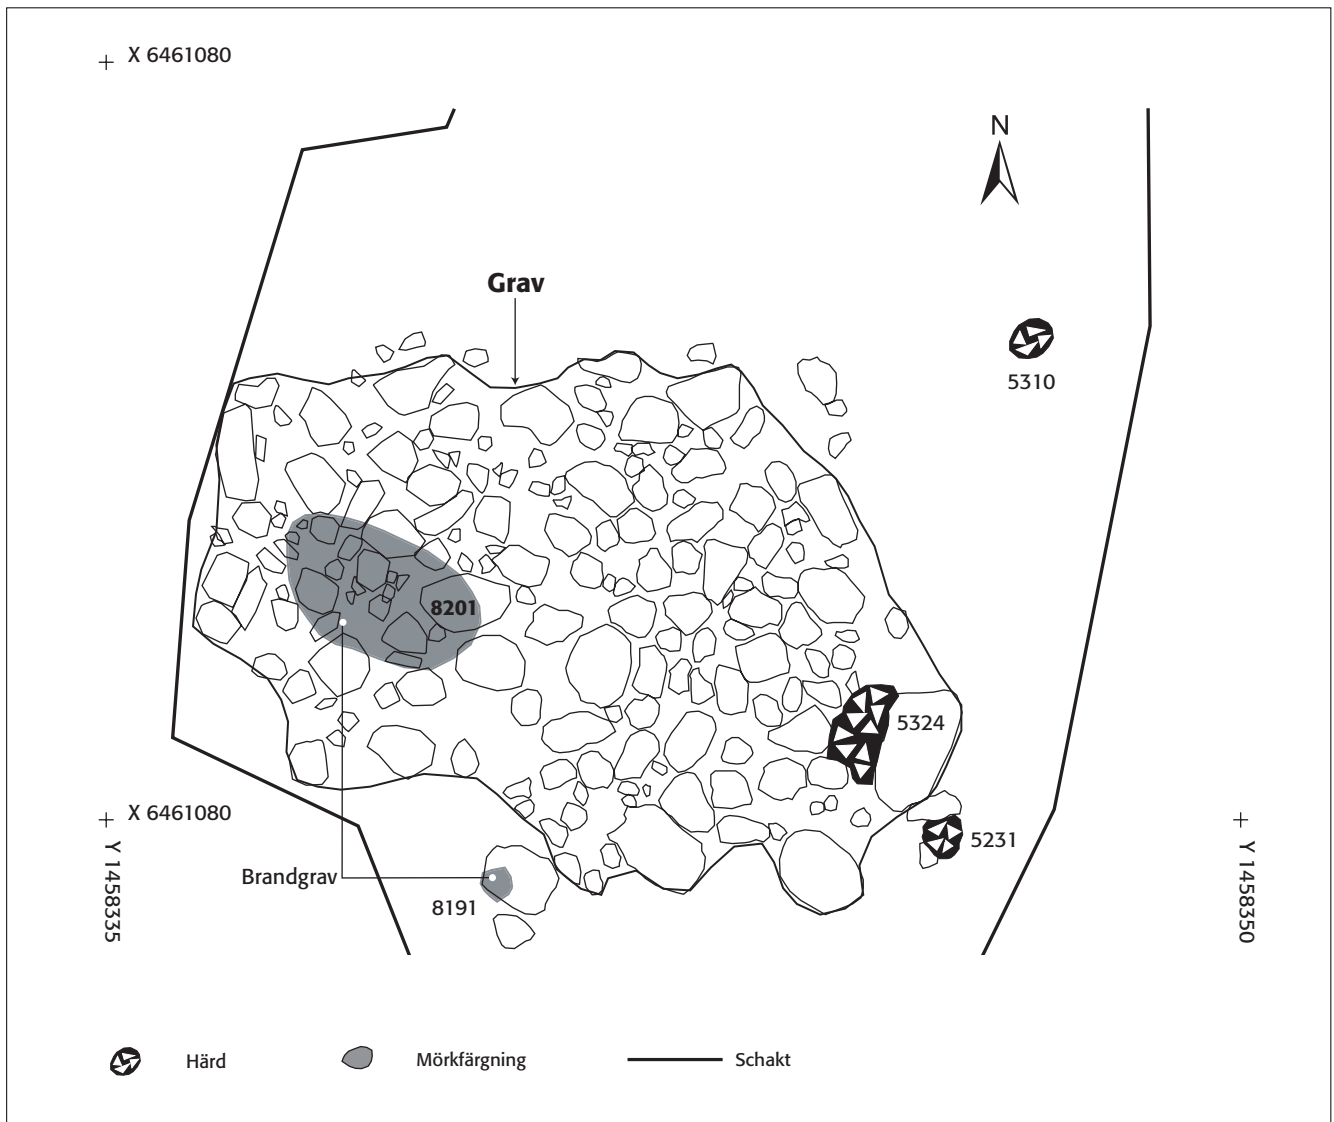 X 6461080
N
Grav
5310
8201
5324
X 6461080
5231
Y 1458335
Y 1458350
Brandgrav
8191
Härd
Mörkfärgning
Schakt